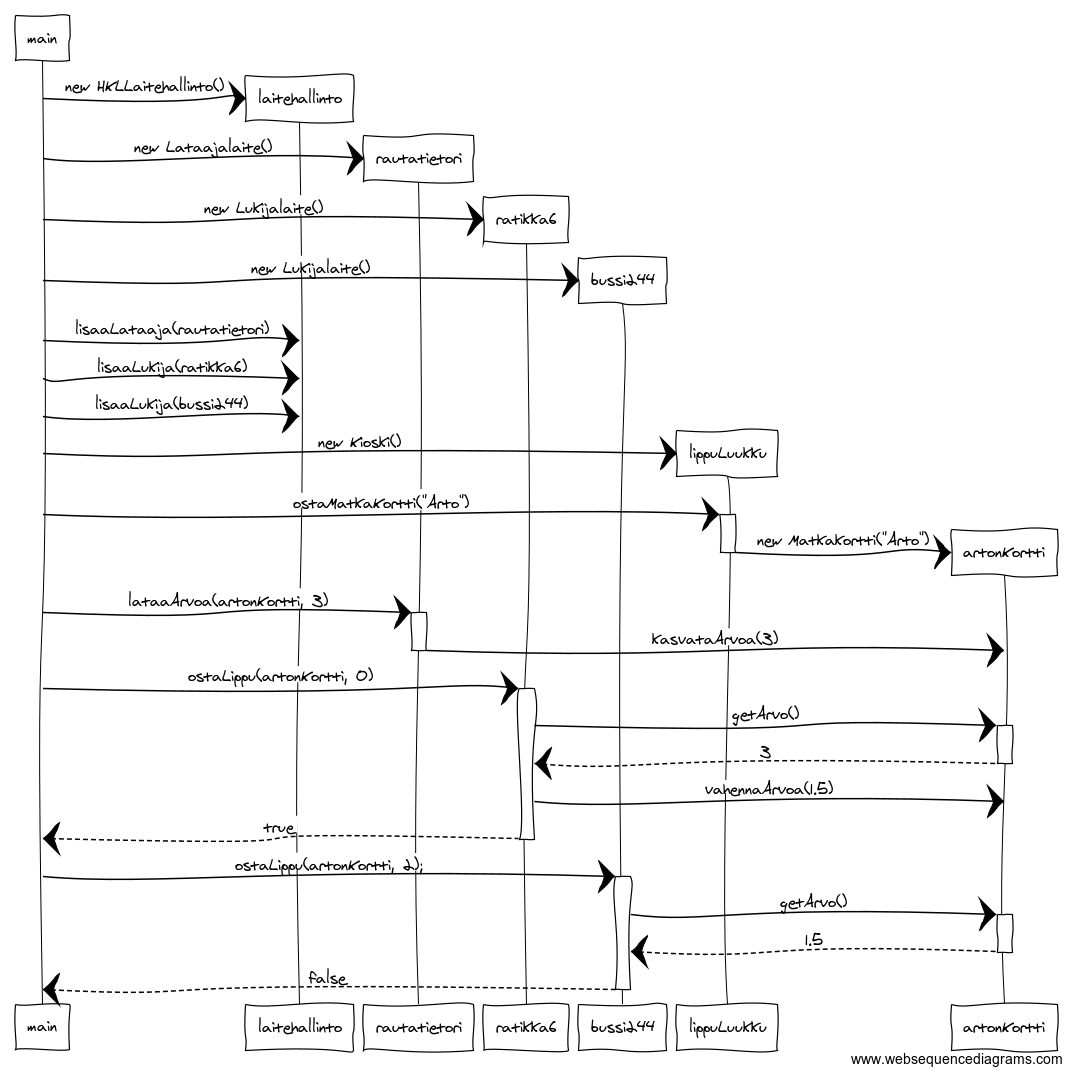 main
new HKLLaitehallinto()
laitehallinto
new Lataajalaite()
rautatietori
new Lukijalaite()
ratikka6
new Lukijalaite()
bussi244
lisaaLataaja(rautatietori)
lisaaLukija(ratikka6)
lisaaLukija(bussi244)
new Kioski()
lippuLuukku
ostaMatkakortti("Arto")
new Matkakortti("Arto")
artonKortti
lataaArvoa(artonKortti, 3)
kasvataArvoa(3)
ostaLippu(artonKortti, 0)
getArvo()
3
vahennaArvoa(1.5)
true
ostaLippu(artonKortti, 2);
getArvo()
1.5
false
main laitehallinto rautatietori ratikka6 bussi244 lippuLuukku artonKortti
www.websequencediagrams.com